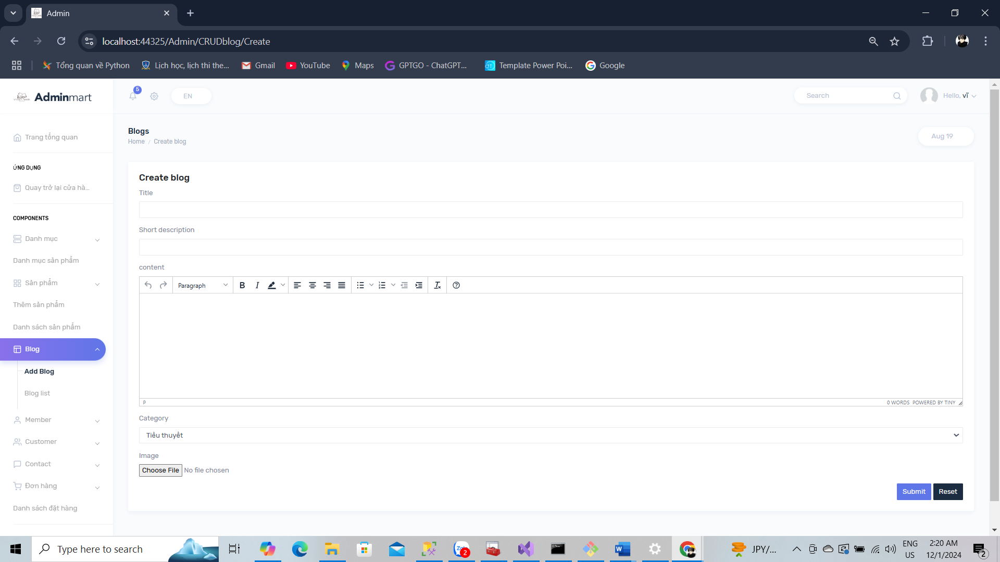 Admin
localhost:44325/Admin/CRUDblog/Create
Tổng quan về Python
Lịch học, lịch thi the...
Gmail
YouTube
Maps
GPTGO - ChatGPT...
Template Power Poi...
Google
Adminmart
5
EN
Search
Hello, vĩ
Trang tổng quan
ỨNG DỤNG
Quay trở lại cửa hà...
COMPONENTS
Danh mục
Danh mục sản phẩm
Sản phẩm
Thêm sản phẩm
Danh sách sản phẩm
Blog
Add Blog
Blog list
Member
Customer
Contact
Đơn hàng
Danh sách đặt hàng
Blogs
Home / Create blog
Aug 19
Create blog
Title
Short description
content
Paragraph
P
0 WORDS POWERED BY TINY
Category
Tiểu thuyết
Image
Choose File No file chosen
Submit
Reset
Type here to search
2
JPY/...
ENG
US
2:20 AM
12/1/2024
2